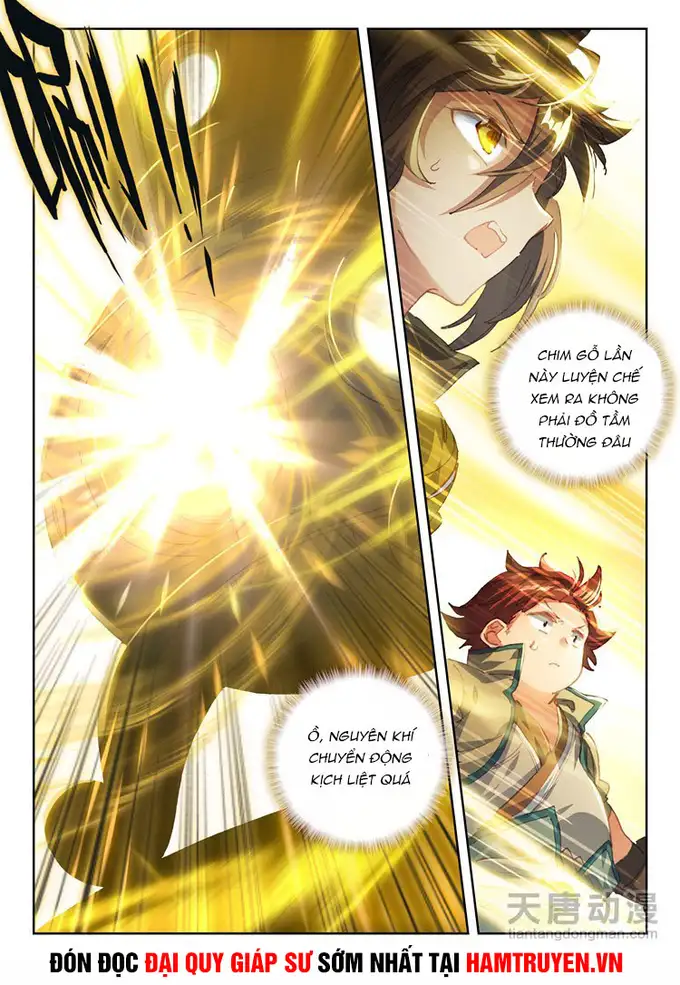 CHIM GỖ LẦN
NÀY LUYỆN CHẾ
XEM RA KHÔNG
PHẢI ĐỒ TẦM
THƯỜNG ĐÂU
Ồ, NGUYÊN KHÍ
CHUYỂN ĐỘNG
KỊCH LIỆT QUÁ
天唐动漫
tiantangdongman.com
ĐÓN ĐỌC ĐẠI QUY GIÁP SƯ SỚM NHẤT TẠI HAMTRUYEN.VN